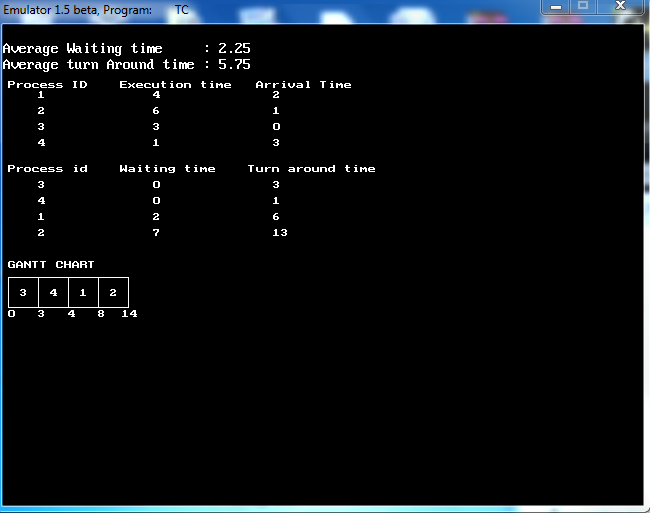 Emulator 1.5 beta, Program: TC
Average Waiting time : 2.25
Average turn Around time : 5.75
Process ID Execution time Arrival Time
1 4 2
2 6 1
3 3 0
4 1 3
Process id Waiting time Turn around time
3 0 3
4 0 1
1 2 6
2 7 13
GANTT CHART
3 4 1 2
0 3 4 8 14